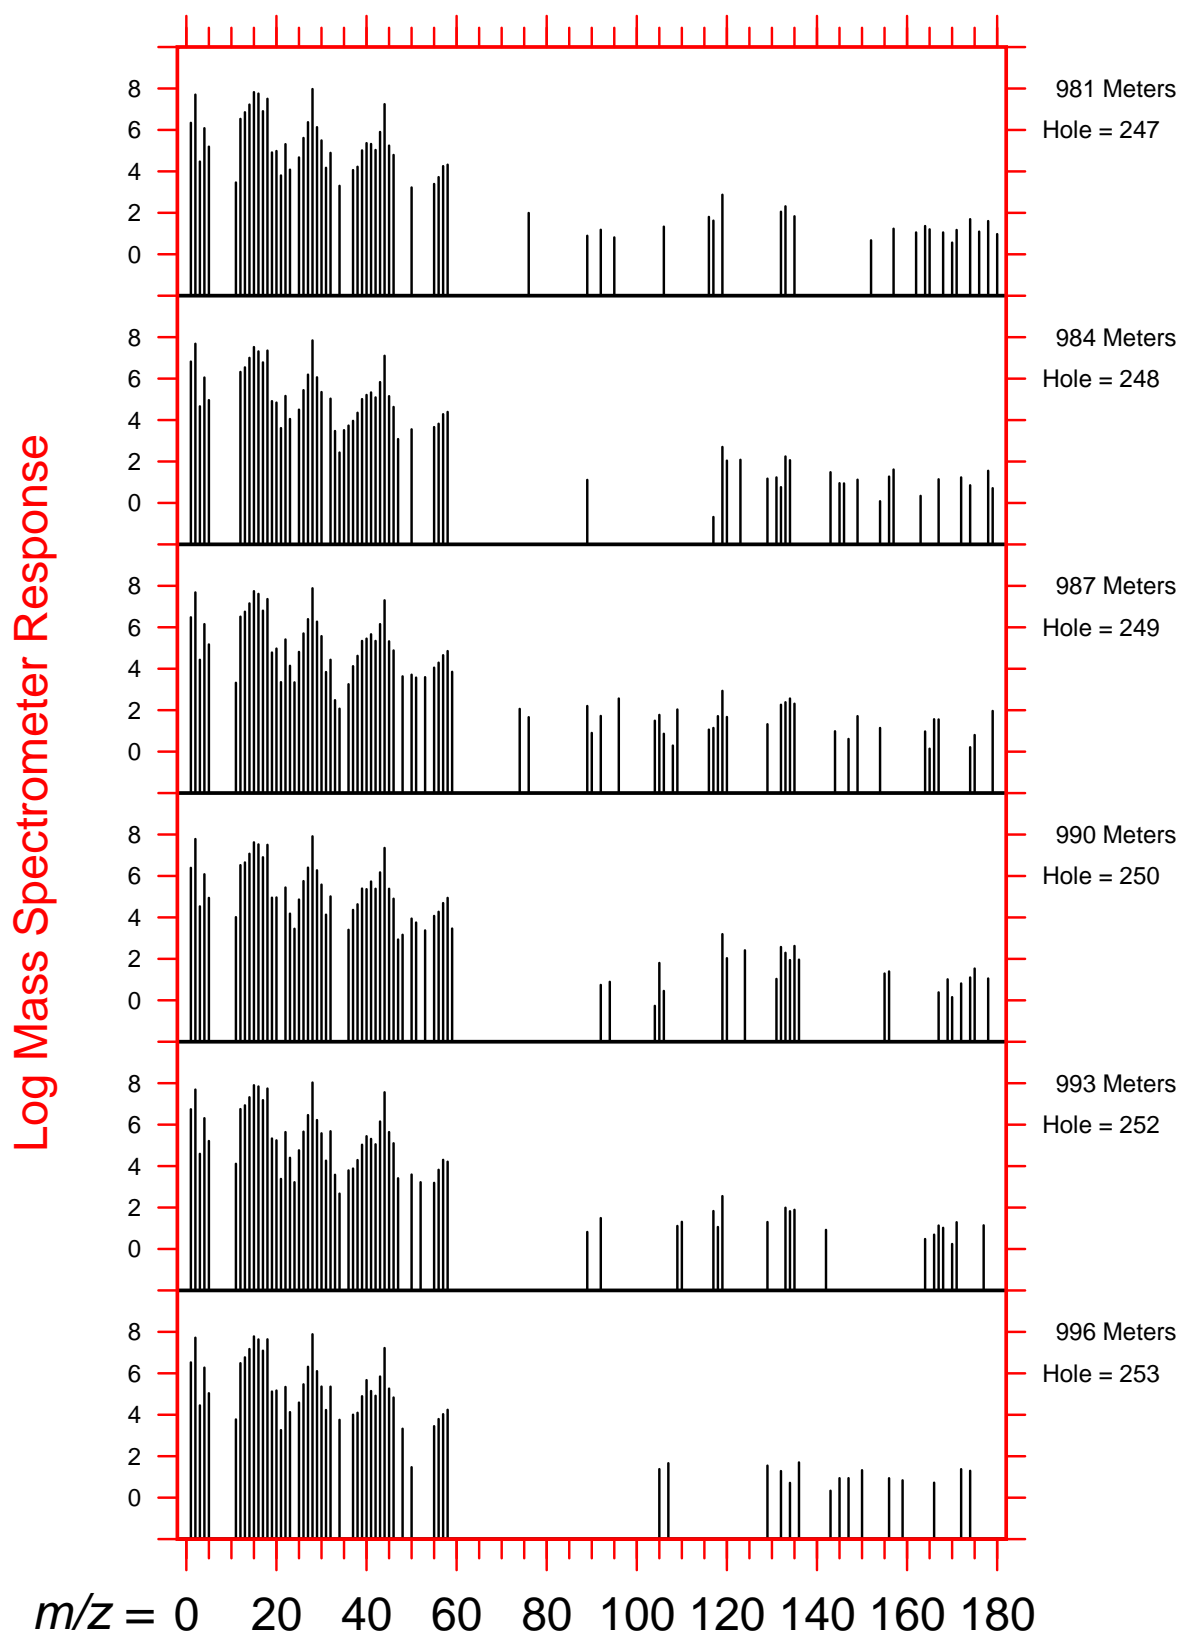 8
6
4
2
0
981 Meters
Hole = 247
8
6
4
2
0
984 Meters
Hole = 248
8
6
4
2
0
987 Meters
Hole = 249
8
6
4
2
0
990 Meters
Hole = 250
8
6
4
2
0
993 Meters
Hole = 252
8
6
4
2
0
996 Meters
Hole = 253
Log Mass Spectrometer Response
m/z = 0 20 40 60 80 100 120 140 160 180